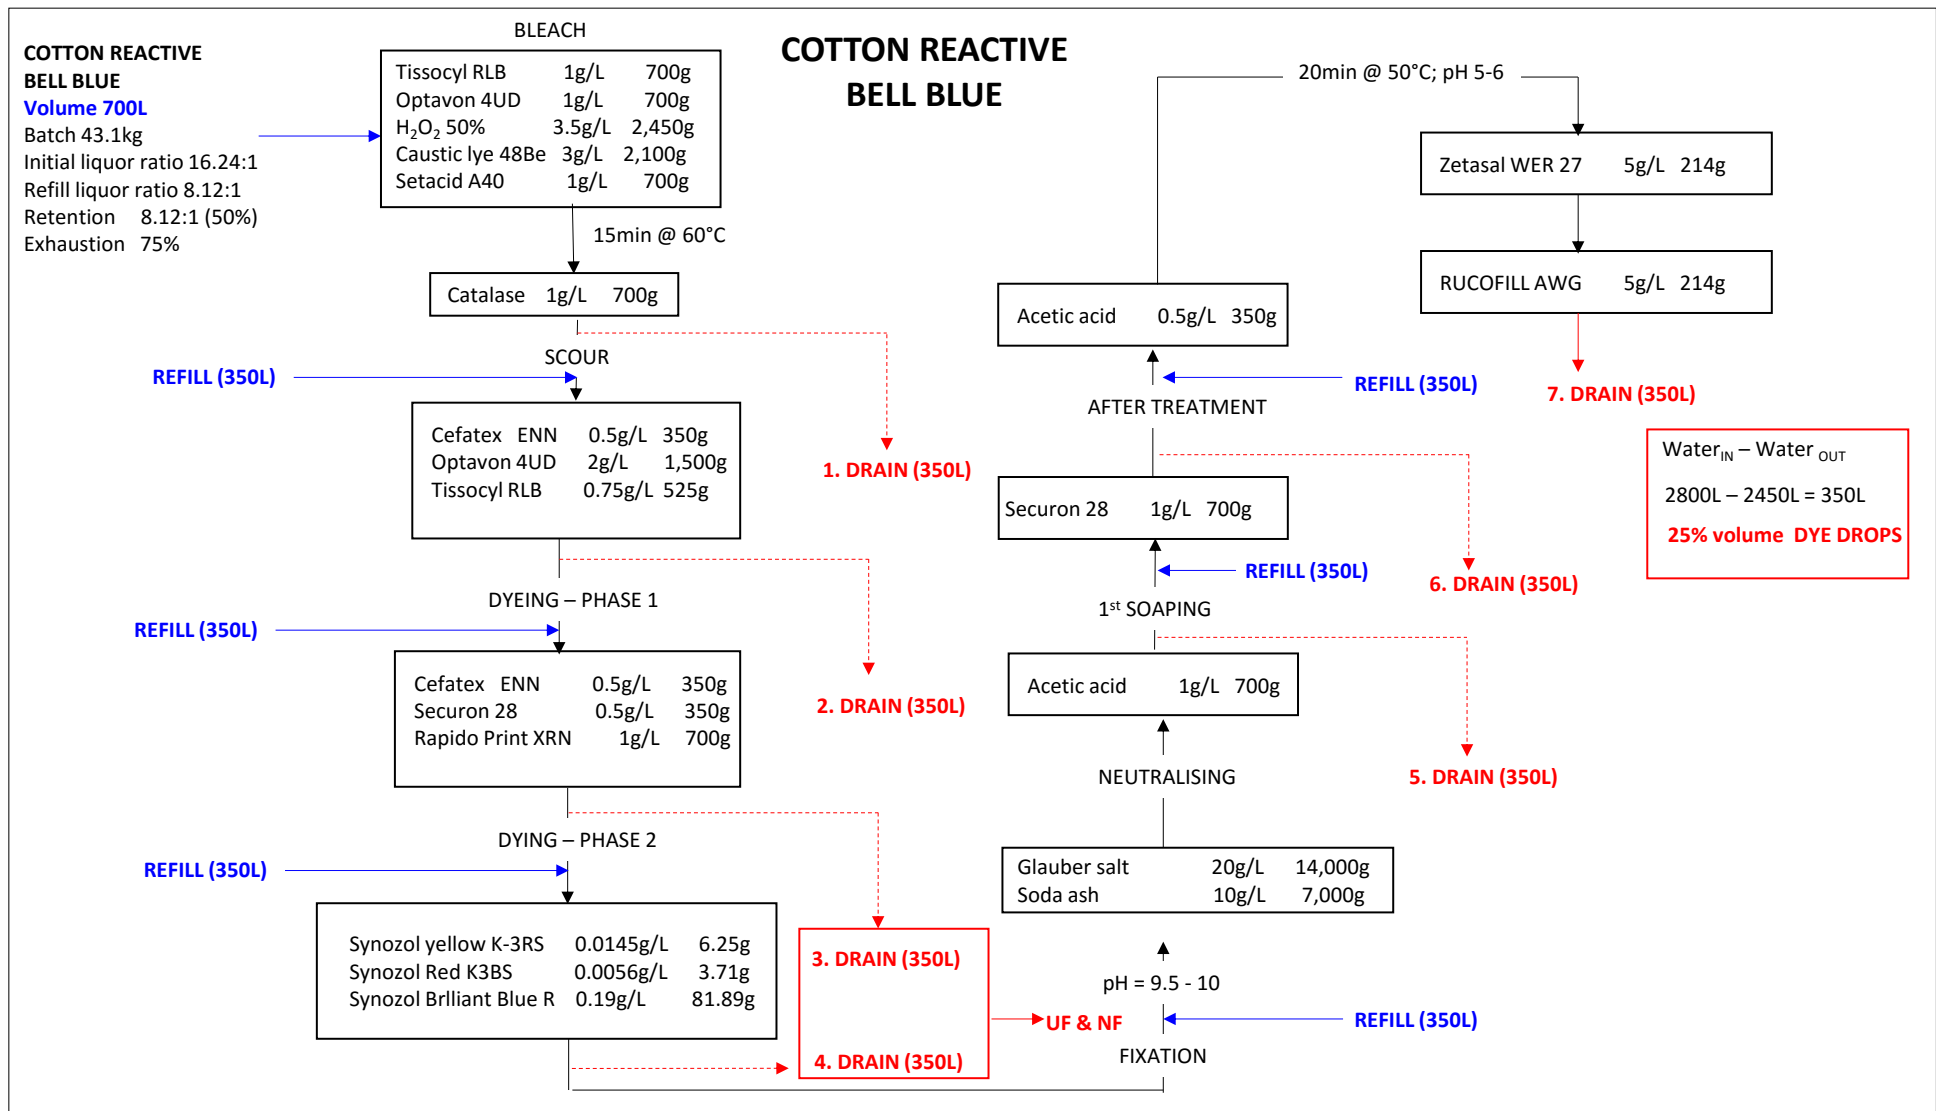 COTTON REACTIVE
BELL BLUE
COTTON REACTIVE
BELL BLUE
Volume 700L
Batch 43.1kg
Initial liquor ratio 16.24:1
Refill liquor ratio 8.12:1
Retention 8.12:1 (50%)
Exhaustion 75%
BLEACH
Tissocyl RLB 1g/L 700g
Optavon 4UD 1g/L 700g
H₂O₂ 50% 3.5g/L 2,450g
Caustic lye 48Be 3g/L 2,100g
Setacid A40 1g/L 700g
15min @ 60°C
Catalase 1g/L 700g
SCOUR
REFILL (350L)
1. DRAIN (350L)
Cefatex ENN 0.5g/L 350g
Optavon 4UD 2g/L 1,500g
Tissocyl RLB 0.75g/L 525g
DYEING – PHASE 1
REFILL (350L)
2. DRAIN (350L)
Cefatex ENN 0.5g/L 350g
Securon 28 0.5g/L 350g
Rapido Print XRN 1g/L 700g
DYING – PHASE 2
REFILL (350L)
Synozol yellow K-3RS 0.0145g/L 6.25g
Synozol Red K3BS 0.0056g/L 3.71g
Synozol Brlliant Blue R 0.19g/L 81.89g
3. DRAIN (350L)
4. DRAIN (350L)
UF & NF
FIXATION
REFILL (350L)
pH = 9.5 - 10
Glauber salt 20g/L 14,000g
Soda ash 10g/L 7,000g
NEUTRALISING
5. DRAIN (350L)
Acetic acid 1g/L 700g
1st SOAPING
REFILL (350L)
6. DRAIN (350L)
Securon 28 1g/L 700g
AFTER TREATMENT
REFILL (350L)
Acetic acid 0.5g/L 350g
20min @ 50°C; pH 5-6
Zetasal WER 27 5g/L 214g
RUCOFILL AWG 5g/L 214g
7. DRAIN (350L)
Water IN – Water OUT
2800L – 2450L = 350L
25% volume DYE DROPS